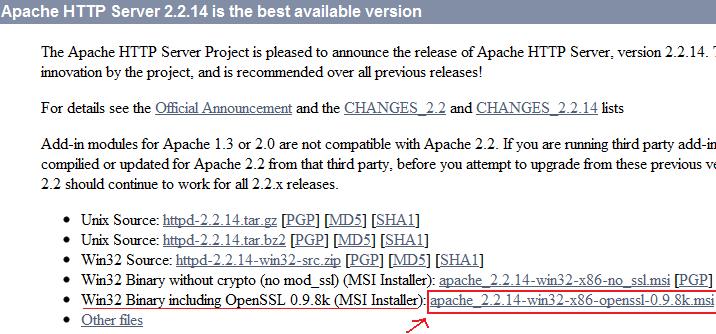 Apache HTTP Server 2.2.14 is the best available version
The Apache HTTP Server Project is pleased to announce the release of Apache HTTP Server, version 2.2.14.
innovation by the project, and is recommended over all previous releases!
For details see the Official Announcement and the CHANGES_2.2 and CHANGES_2.2.14 lists
Add-in modules for Apache 1.3 or 2.0 are not compatible with Apache 2.2. If you are running third party add-in
compilied or updated for Apache 2.2 from that third party, before you attempt to upgrade from these previous ve
2.2 should continue to work for all 2.2.x releases.
• Unix Source: httpd-2.2.14.tar.gz [PGP] [MD5] [SHA1]
• Unix Source: httpd-2.2.14.tar.bz2 [PGP] [MD5] [SHA1]
• Win32 Source: httpd-2.2.14-win32-src.zip [PGP] [MD5] [SHA1]
• Win32 Binary without crypto (no mod_ssl) (MSI Installer): apache_2.2.14-win32-x86-no_ssl.msi [PGP]
• Win32 Binary including OpenSSL 0.9.8k (MSI Installer): apache_2.2.14-win32-x86-openssl-0.9.8k.msi
• Other files